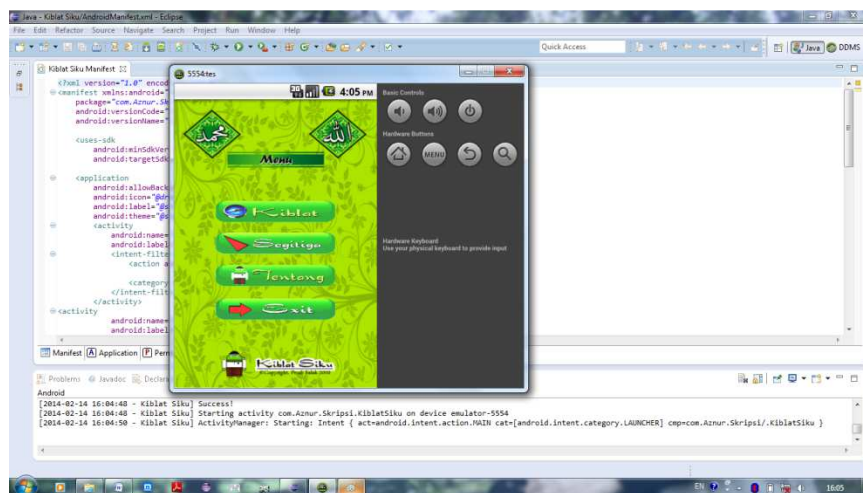 Java - Kiblat Siku/AndroidManifest.xml - Eclipse
File Edit Refactor Source Navigate Search Project Run Window Help
Quick Access
Java
DDMS
Kiblat Siku Manifest
<?xml version="1.0" encod
<manifest xmlns:android="
package="com.Aznur.Sk
android:versionCode="
android:versionName="
<uses-sdk
android:minSdkVer
android:targetSdk
<application
android:allowBack
android:icon="@dr
android:label="@s
android:theme="@s
<activity
android:name=
android:label
<intent-filte
<action a
<category
</intent-filt
</activity>
<activity
android:name=
android:label
Manifest Application Perm
5554:tes
3G 4:05 PM
محمد
الله
Menu
Kiblat
Segitiga
Tentang
Exit
Kiblat Siku
Basic Controls
Hardware Buttons
MENU
Hardware Keyboard
Use your physical keyboard to provide input
Problems Javadoc Declara
Android
[2014-02-14 16:04:48 - Kiblat Siku] Success!
[2014-02-14 16:04:48 - Kiblat Siku] Starting activity com.Aznur.Skripsi.KiblatSiku on device emulator-5554
[2014-02-14 16:04:50 - Kiblat Siku] ActivityManager: Starting: Intent { act=android.intent.action.MAIN cat=[android.intent.category.LAUNCHER] cmp=com.Aznur.Skripsi/.KiblatSiku }
EN
16:05